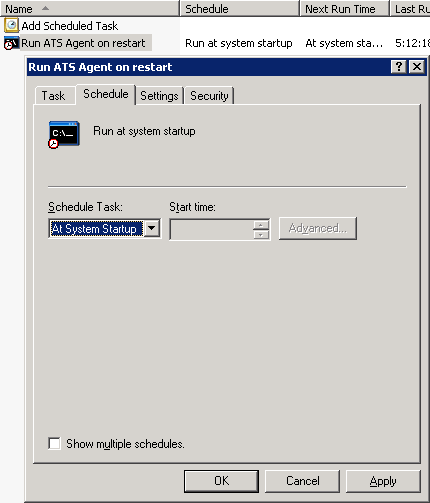 Name Schedule Next Run Time Last Ru
Add Scheduled Task
Run ATS Agent on restart Run at system startup At system sta... 5:12:18
Run ATS Agent on restart
Task Schedule Settings Security
C:\_
Run at system startup
Schedule Task: Start time:
At System Startup Advanced...
Show multiple schedules.
OK Cancel Apply